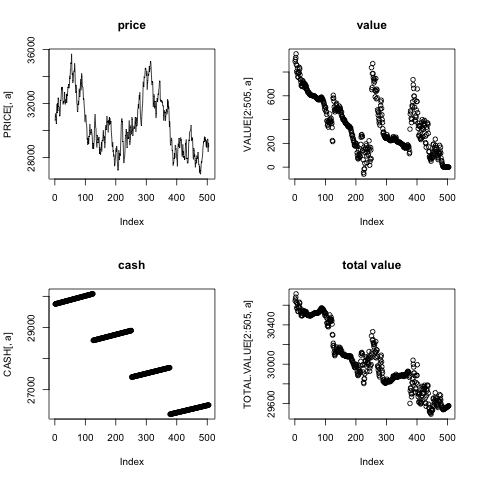 price
PRICE[, a]
28000 32000 36000
0 100 200 300 400 500
Index
value
VALUE[2:505, a]
0 200 600
0 100 200 300 400 500
Index
cash
CASH[, a]
27000 29000
0 100 200 300 400 500
Index
total value
TOTAL.VALUE[2:505, a]
29600 30000 30400
0 100 200 300 400 500
Index